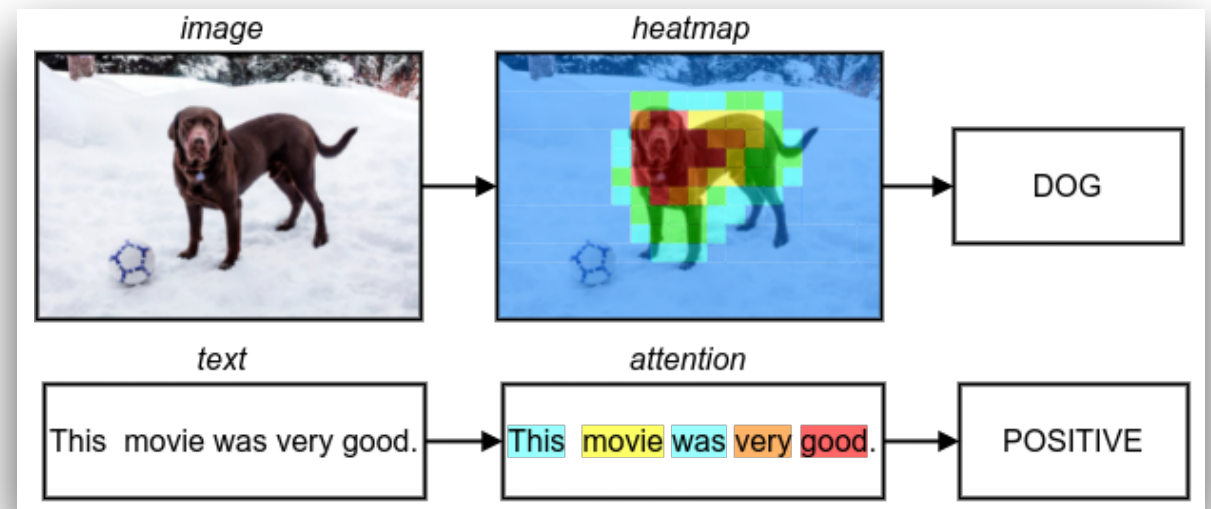 image
heatmap
DOG
text
attention
This movie was very good.
This movie was very good.
POSITIVE